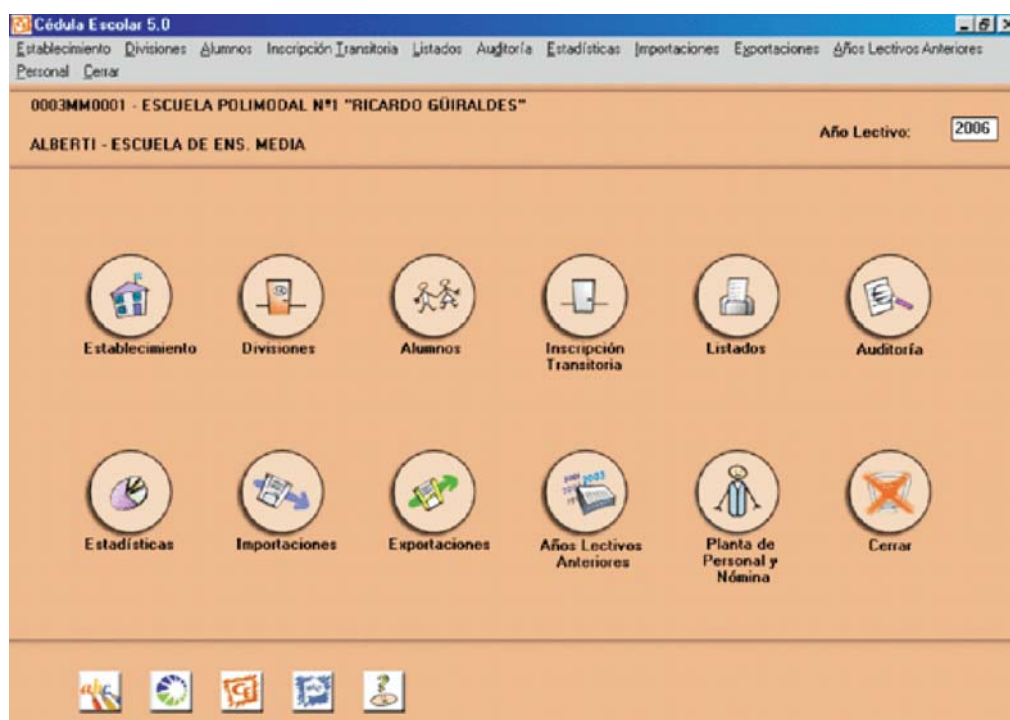 Cédula Escolar 5.0
Establecimiento Divisiones Alumnos Inscripción Transitoria Listados Auditoría Estadísticas Importaciones Exportaciones Años Lectivos Anteriores
Personal Cerrar
0003MM0001 - ESCUELA POLIMODAL Nº1 "RICARDO GÜIRALDES"
ALBERTI - ESCUELA DE ENS. MEDIA
Año Lectivo: 2006
Establecimiento
Divisiones
Alumnos
Inscripción
Transitoria
Listados
Auditoría
Estadísticas
Importaciones
Exportaciones
Años Lectivos
Anteriores
Planta de
Personal y
Nómina
Cerrar
abc
CE